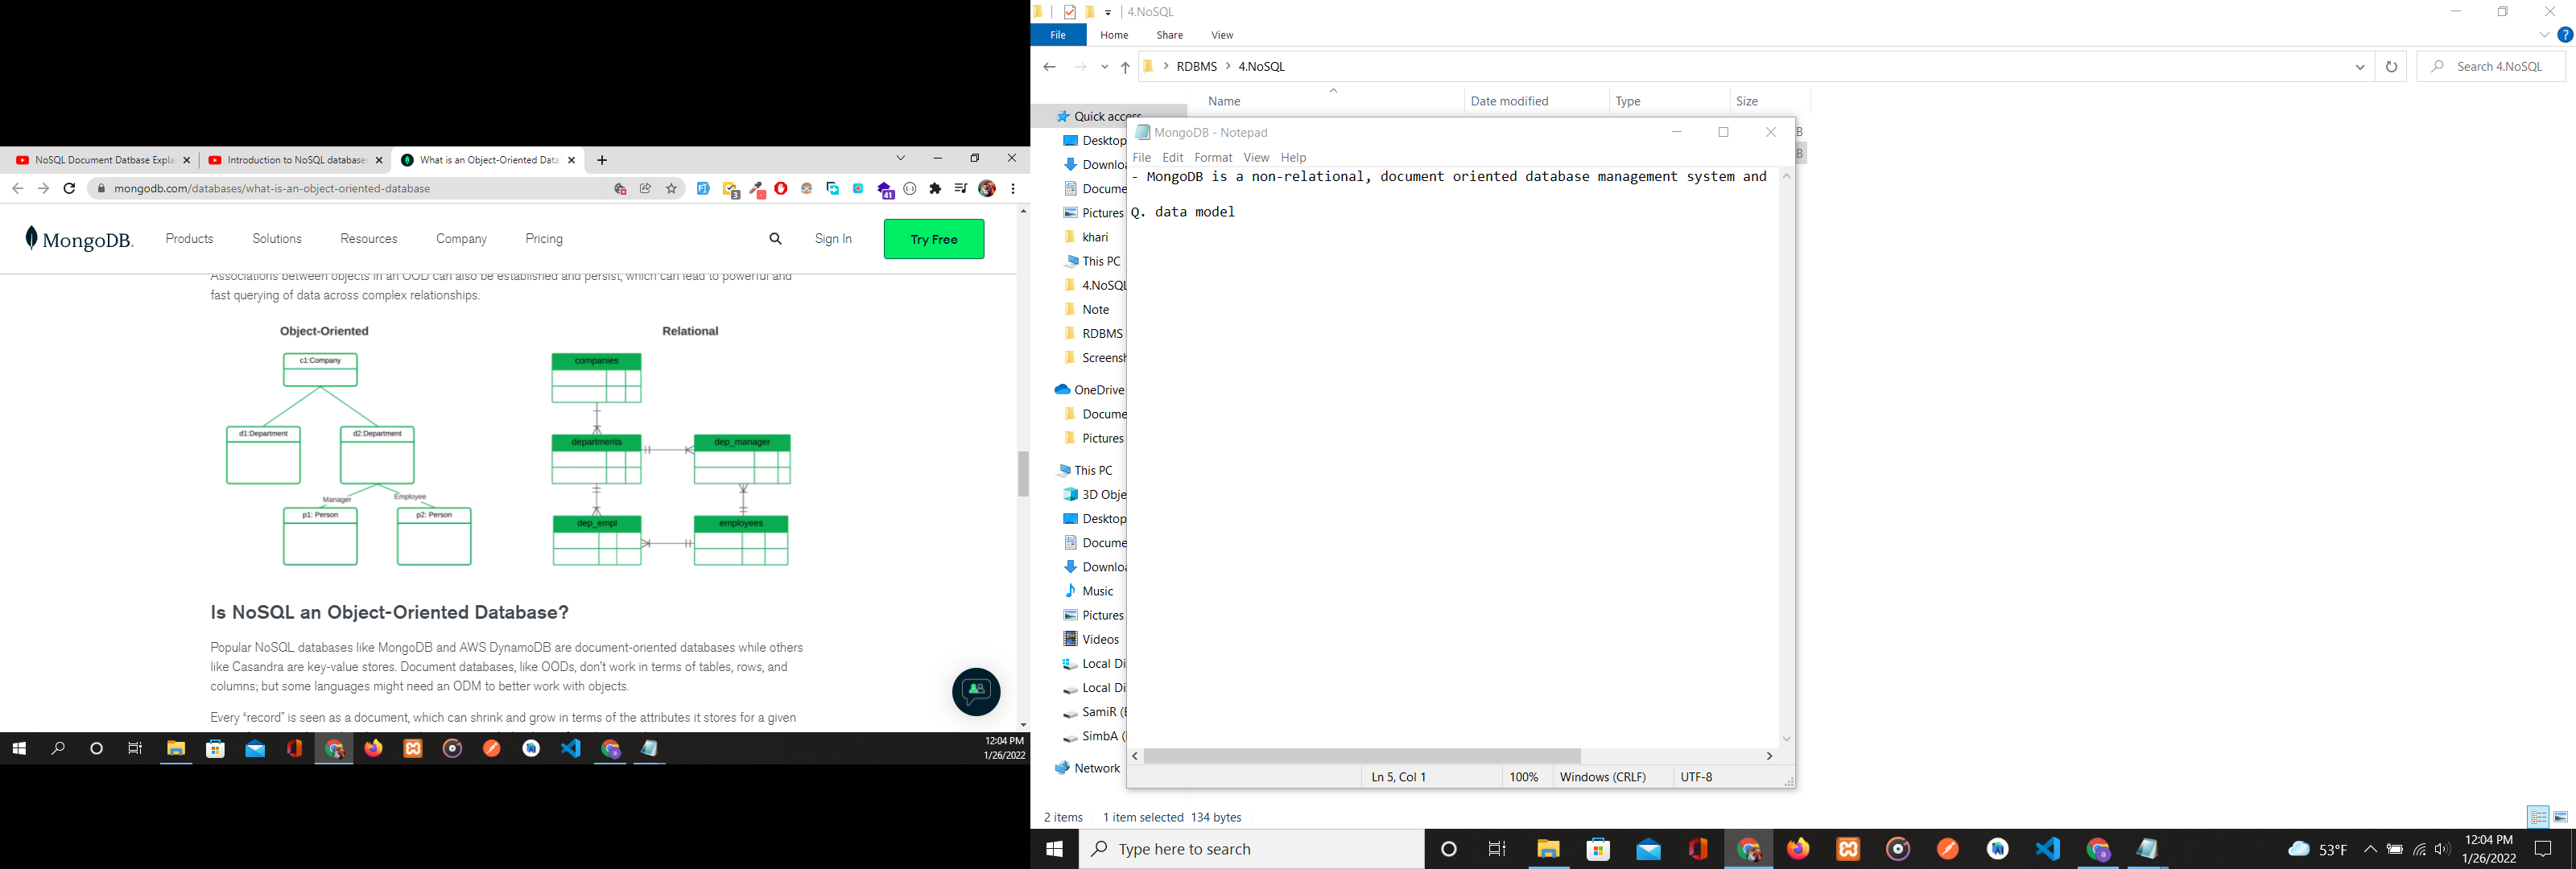 NoSQL Document Datbase Expla
Introduction to NoSQL database
What is an Object-Oriented Data
mongodb.com/databases/what-is-an-object-oriented-database
3
41
MongoDB.
Products
Solutions
Resources
Company
Pricing
Sign In
Try Free
Associations between objects in an OOD can also be established and persist, which can lead to powerful and
fast querying of data across complex relationships.
Object-Oriented
Relational
c1:Company
d1:Department
d2:Department
Manager
Employee
p1: Person
p2: Person
companies
departments
dep_manager
dep_empl
employees
Is NoSQL an Object-Oriented Database?
Popular NoSQL databases like MongoDB and AWS DynamoDB are document-oriented databases while others
like Casandra are key-value stores. Document databases, like OODs, don't work in terms of tables, rows, and
columns; but some languages might need an ODM to better work with objects.
Every “record” is seen as a document, which can shrink and grow in terms of the attributes it stores for a given
12:04 PM
1/26/2022
4.NoSQL
File
Home
Share
View
RDBMS
4.NoSQL
Search 4.NoSQL
Name
Date modified
Type
Size
Quick access
Desktop
Downloa
Docume
Pictures
khari
This PC
4.NoSQL
Note
RDBMS
Screensh
OneDrive
Docume
Pictures
This PC
3D Obje
Desktop
Docume
Downloa
Music
Pictures
Videos
Local Di
Local Di
SamiR (
SimbA (
Network
B
B
MongoDB - Notepad
File
Edit
Format
View
Help
- MongoDB is a non-relational, document oriented database management system and
Q. data model
Ln 5, Col 1
100%
Windows (CRLF)
UTF-8
2 items
1 item selected 134 bytes
Type here to search
53°F
12:04 PM
1/26/2022